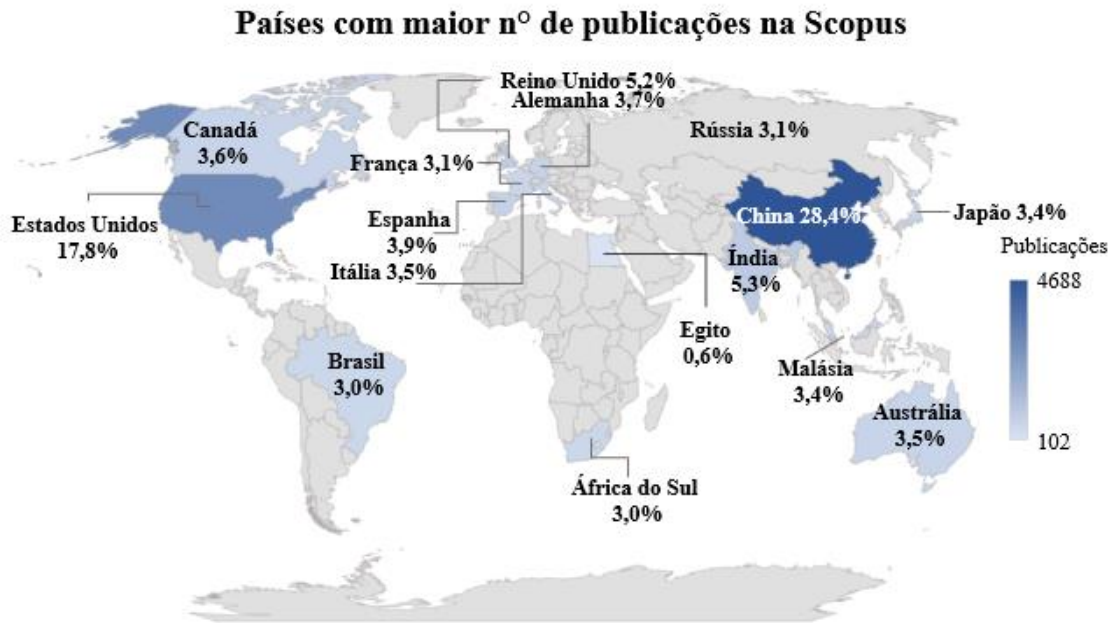 Países com maior n° de publicações na Scopus
Reino Unido 5,2%
Alemanha 3,7%
Canadá
3,6%
Rússia 3,1%
França 3,1%
Estados Unidos
17,8%
Espanha
3,9%
Itália 3,5%
China 28,4%
Japão 3,4%
Índia
5,3%
Publicações
4688
102
Egito
0,6%
Brasil
3,0%
Malásia
3,4%
Austrália
3,5%
África do Sul
3,0%